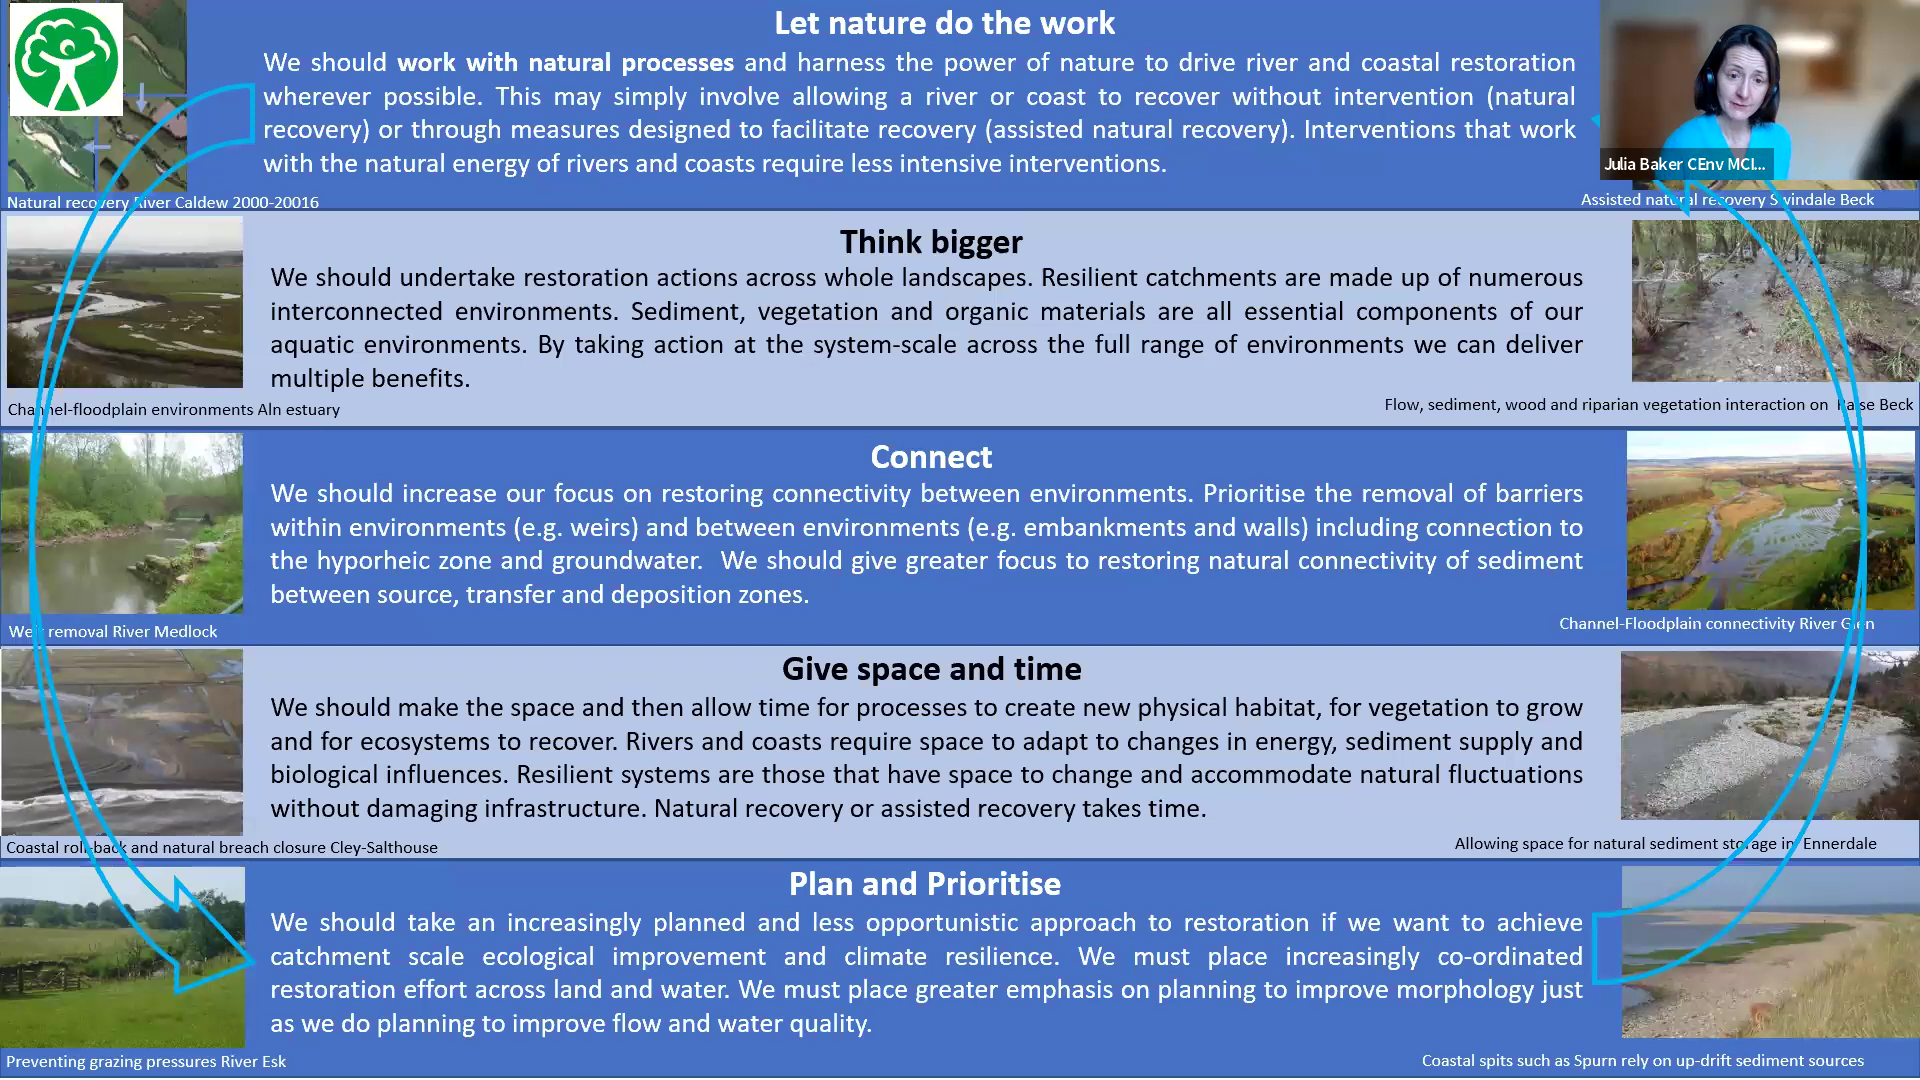 Let nature do the work
We should work with natural processes and harness the power of nature to drive river and coastal restoration
wherever possible. This may simply involve allowing a river or coast to recover without intervention (natural
recovery) or through measures designed to facilitate recovery (assisted natural recovery). Interventions that work
with the natural energy of rivers and coasts require less intensive interventions.
Julia Baker CEnv MCI...
Natural recovery River Caldew 2000-20016
Assisted natural recovery Swindale Beck
Think bigger
We should undertake restoration actions across whole landscapes. Resilient catchments are made up of numerous
interconnected environments. Sediment, vegetation and organic materials are all essential components of our
aquatic environments. By taking action at the system-scale across the full range of environments we can deliver
multiple benefits.
Channel-floodplain environments Aln estuary
Flow, sediment, wood and riparian vegetation interaction on Raise Beck
Connect
We should increase our focus on restoring connectivity between environments. Prioritise the removal of barriers
within environments (e.g. weirs) and between environments (e.g. embankments and walls) including connection to
the hyporheic zone and groundwater. We should give greater focus to restoring natural connectivity of sediment
between source, transfer and deposition zones.
Weir removal River Medlock
Channel-Floodplain connectivity River Glen
Give space and time
We should make the space and then allow time for processes to create new physical habitat, for vegetation to grow
and for ecosystems to recover. Rivers and coasts require space to adapt to changes in energy, sediment supply and
biological influences. Resilient systems are those that have space to change and accommodate natural fluctuations
without damaging infrastructure. Natural recovery or assisted recovery takes time.
Coastal roll-back and natural breach closure Cley-Salthouse
Allowing space for natural sediment storage in Ennerdale
Plan and Prioritise
We should take an increasingly planned and less opportunistic approach to restoration if we want to achieve
catchment scale ecological improvement and climate resilience. We must place increasingly co-ordinated
restoration effort across land and water. We must place greater emphasis on planning to improve morphology just
as we do planning to improve flow and water quality.
Preventing grazing pressures River Esk
Coastal spits such as Spurn rely on up-drift sediment sources